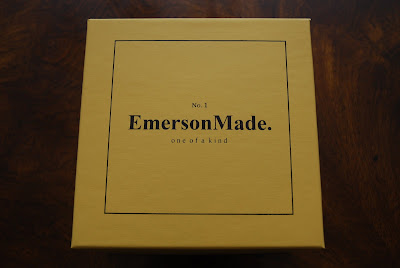 No. 1
EmersonMade.
one of a kind